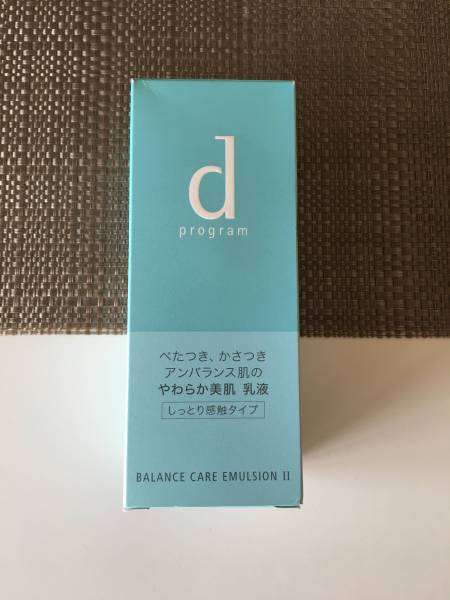 d
program
べたつき、かさつき
アンバランス肌の
やわらか美肌 乳液
しっとり感触タイプ
BALANCE CARE EMULSION II